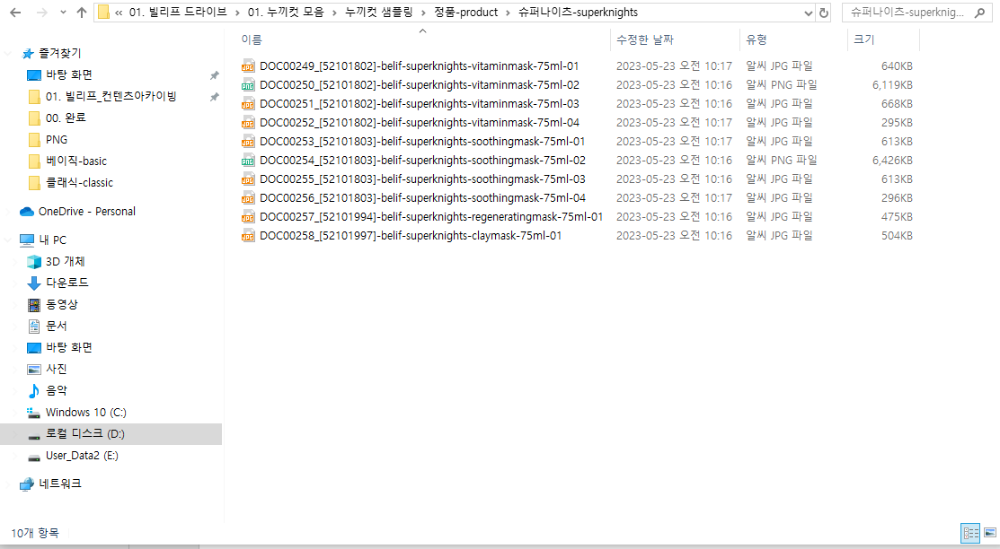 « 01. 빌리프 드라이브 › 01. 누끼컷 모음 › 누끼컷 샘플링 › 정품-product › 슈퍼나이츠-superknights
슈퍼나이츠-superknig...
이름 수정한 날짜 유형 크기
즐겨찾기
바탕 화면
01. 빌리프_컨텐츠아카이빙
00. 완료
PNG
베이직-basic
클래식-classic
OneDrive - Personal
내 PC
3D 개체
다운로드
동영상
문서
바탕 화면
사진
음악
Windows 10 (C:)
로컬 디스크 (D:)
User_Data2 (E:)
네트워크
DOC00249_[52101802]-belif-superknights-vitaminmask-75ml-01 2023-05-23 오전 10:17 알씨 JPG 파일 640KB
DOC00250_[52101802]-belif-superknights-vitaminmask-75ml-02 2023-05-23 오전 10:16 알씨 PNG 파일 6,119KB
DOC00251_[52101802]-belif-superknights-vitaminmask-75ml-03 2023-05-23 오전 10:16 알씨 JPG 파일 668KB
DOC00252_[52101802]-belif-superknights-vitaminmask-75ml-04 2023-05-23 오전 10:17 알씨 JPG 파일 295KB
DOC00253_[52101803]-belif-superknights-soothingmask-75ml-01 2023-05-23 오전 10:17 알씨 JPG 파일 613KB
DOC00254_[52101803]-belif-superknights-soothingmask-75ml-02 2023-05-23 오전 10:16 알씨 PNG 파일 6,426KB
DOC00255_[52101803]-belif-superknights-soothingmask-75ml-03 2023-05-23 오전 10:16 알씨 JPG 파일 613KB
DOC00256_[52101803]-belif-superknights-soothingmask-75ml-04 2023-05-23 오전 10:17 알씨 JPG 파일 296KB
DOC00257_[52101994]-belif-superknights-regeneratingmask-75ml-01 2023-05-23 오전 10:16 알씨 JPG 파일 475KB
DOC00258_[52101997]-belif-superknights-claymask-75ml-01 2023-05-23 오전 10:16 알씨 JPG 파일 504KB
10개 항목